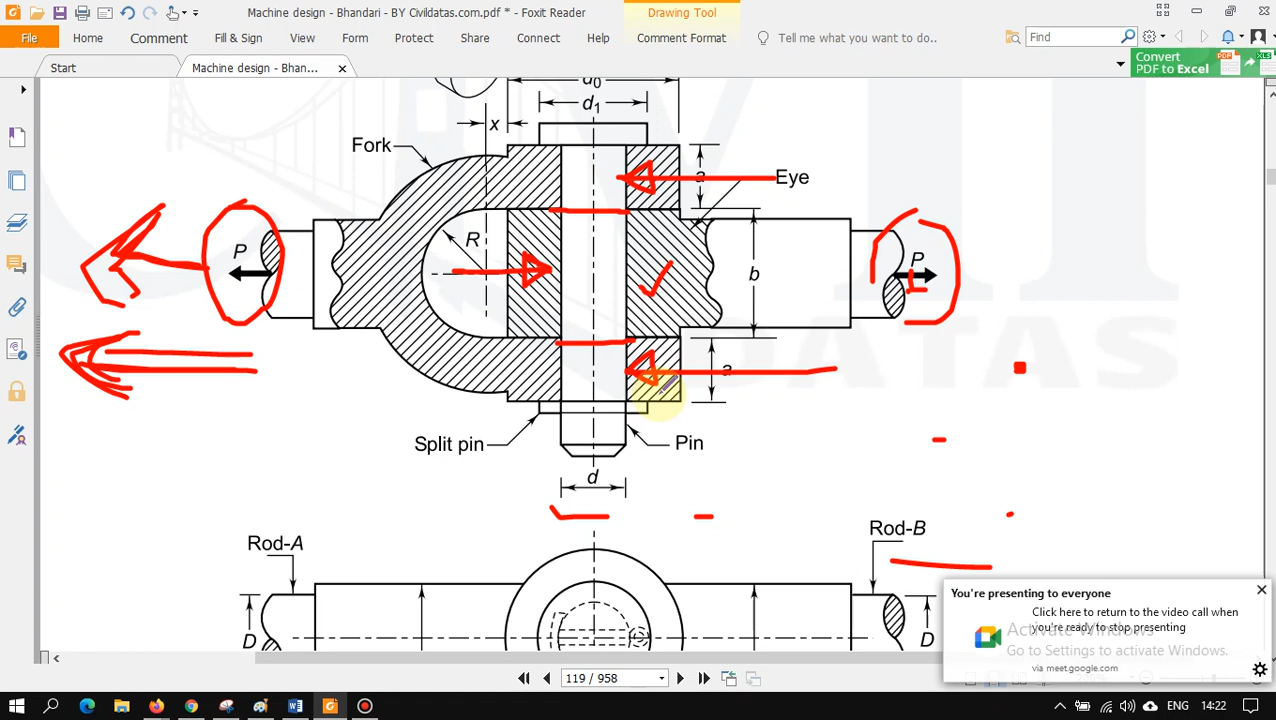 Machine design - Bhandari - BY Civildatas.com.pdf * - Foxit Reader
Drawing Tool
File
Home
Comment
Fill & Sign
View
Form
Protect
Share
Connect
Help
Comment Format
Tell me what you want to do..
Find
Start
Machine design - Bhan...
Convert
PDF to Excel
d0
d1
x
Fork
a
Eye
P
R
b
P
a
Split pin
Pin
d
Rod-A
Rod-B
D
D
DATAS
You're presenting to everyone
Click here to return to the video call when
you're ready to stop presenting
via meet.google.com
Activate Windows
Go to Settings to activate Windows.
119 / 958
ENG
14:22